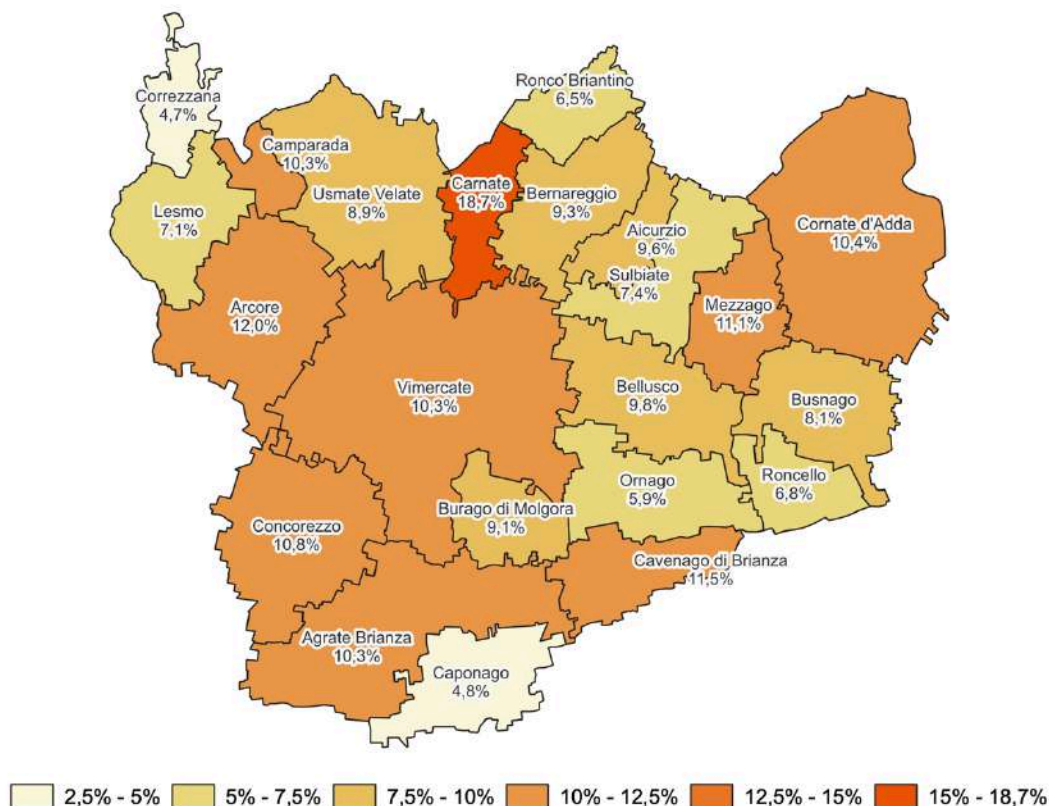 Correzzana
4,7%
Ronco Briantino
6,5%
Camparada
10,3%
Usmate Velate
8,9%
Carnate
18,7%
Bernareggio
9,3%
Lesmo
7,1%
Aicurzio
9,6%
Cornate d'Adda
10,4%
Sulbiate
7,4%
Arcore
12,0%
Mezzago
11,1%
Vimercate
10,3%
Bellusco
9,8%
Busnago
8,1%
Ornago
5,9%
Roncello
6,8%
Burago di Molgora
9,1%
Concorezzo
10,8%
Cavenago di Brianza
11,5%
Agrate Brianza
10,3%
Caponago
4,8%
2,5% - 5% 5% - 7,5% 7,5% - 10% 10% - 12,5% 12,5% - 15% 15% - 18,7%